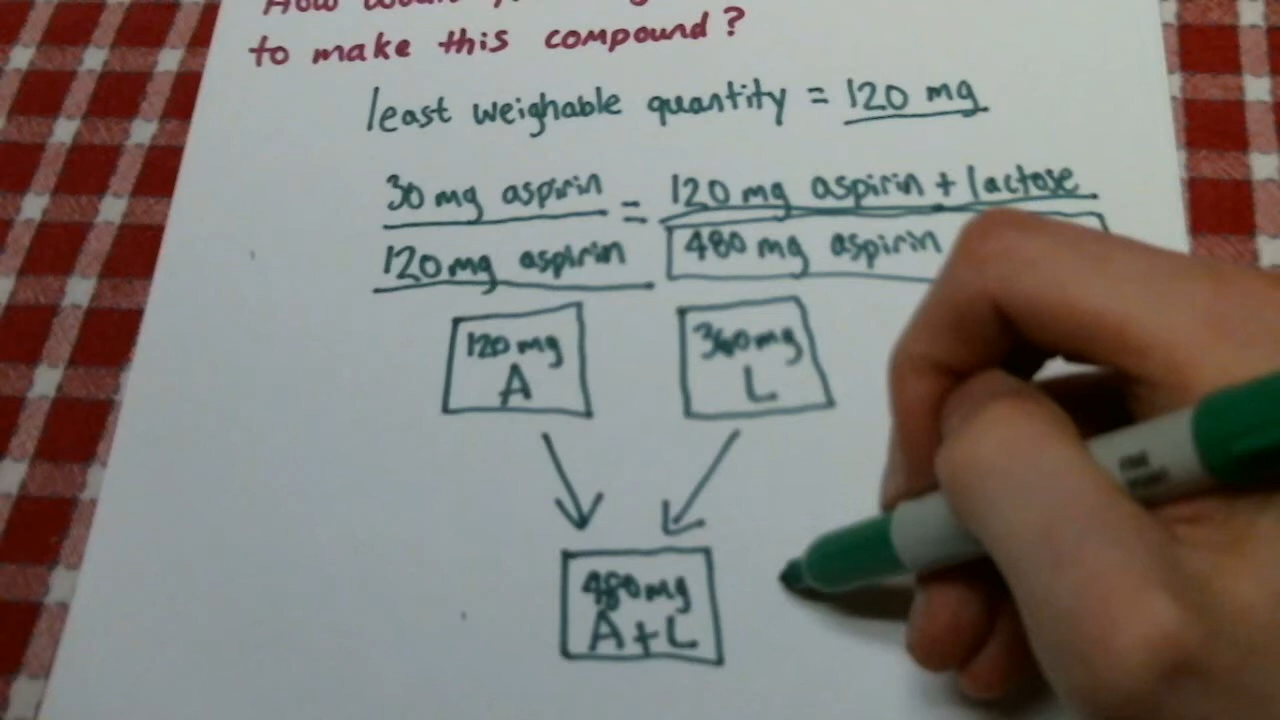 How
to make this compound?
least weighable quantity = 120 mg
30 mg aspirin = 120 mg aspirin + lactose
120 mg aspirin 480 mg aspirin
120 mg 360 mg
A L
480 mg
A + L